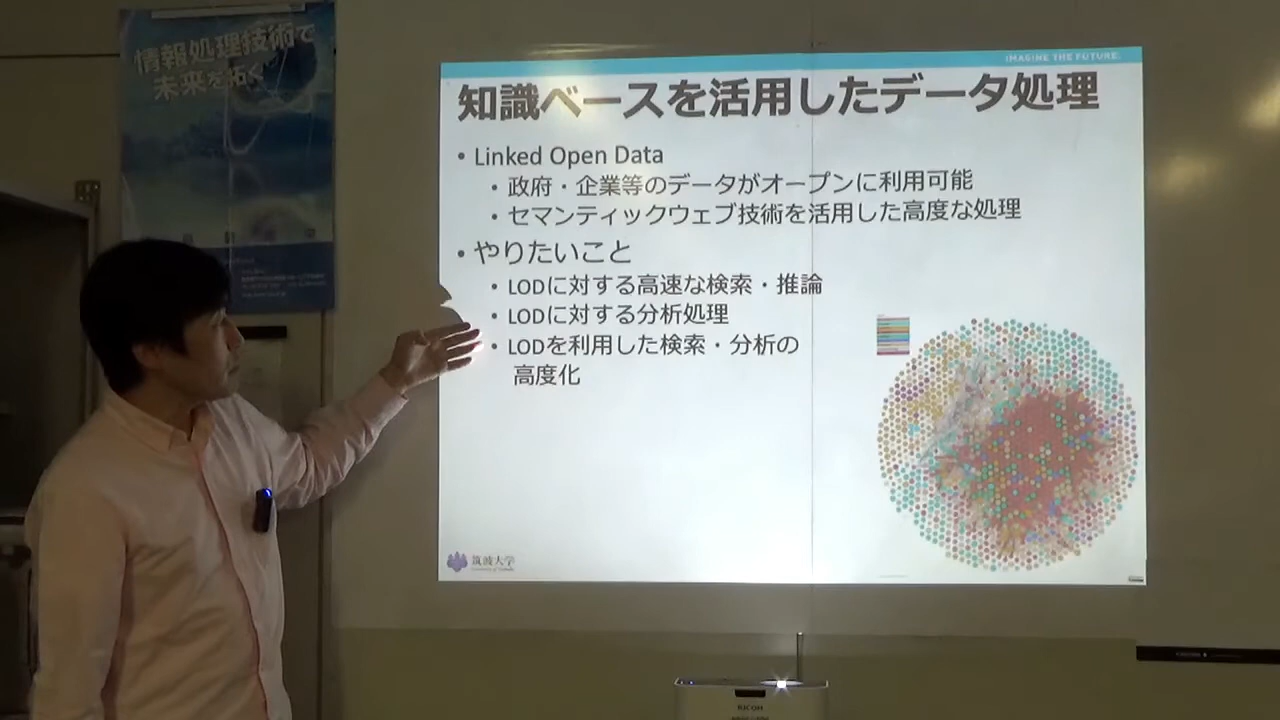 情報処理技術で
未来を拓く
IMAGINE THE FUTURE.
知識ベースを活用したデータ処理
• Linked Open Data
• 政府・企業等のデータがオープンに利用可能
• セマンティックウェブ技術を活用した高度な処理
• やりたいこと
• LODに対する高速な検索・推論
• LODに対する分析処理
• LODを利用した検索・分析の
高度化
筑波大学
RICOH